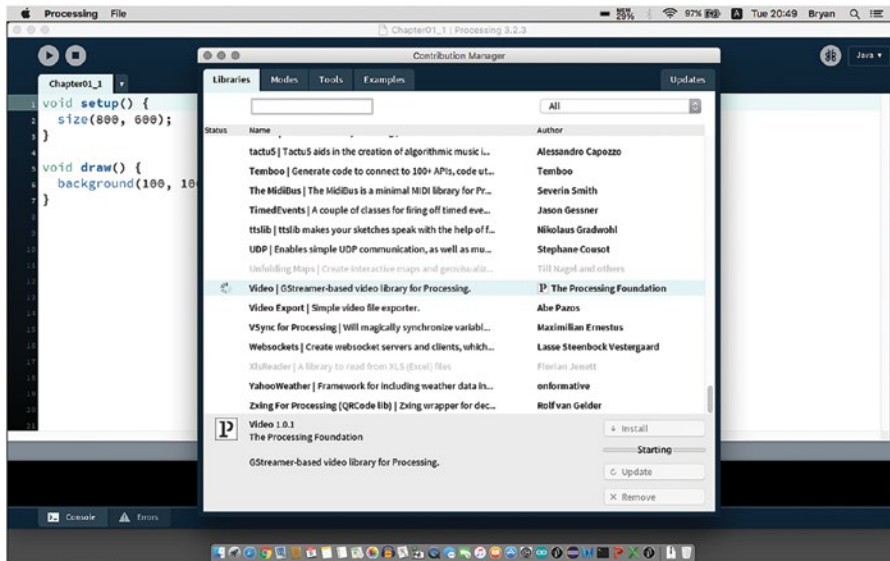 Processing File
NEW 29% 97% A Tue 20:49 Bryan
Chapter01_1 | Processing 3.2.3
Java
Chapter01_1
1 void setup() {
2 size(800, 600);
3 }
4
5 void draw() {
6 background(100, 10
7 }
Contribution Manager
Libraries Modes Tools Examples Updates
All
Status Name Author
tactu5 | Tactu5 aids in the creation of algorithmic music i... Alessandro Capozzo
Temboo | Generate code to connect to 100+ APIs, code ut... Temboo
The MidiBus | The MidiBus is a minimal MIDI library for Pr... Severin Smith
TimedEvents | A couple of classes for firing off timed eve... Jason Gessner
ttslib | ttslib makes your sketches speak with the help of f... Nikolaus Gradwohl
UDP | Enables simple UDP communication, as well as mu... Stephane Cousot
Unfolding Maps | Create interactive maps and geovisualiz... Till Nagel and others
Video | GStreamer-based video library for Processing. P The Processing Foundation
Video Export | Simple video file exporter. Abe Pazos
VSync for Processing | Will magically synchronize variabl... Maximilian Ernestus
Websockets | Create websocket servers and clients, which... Lasse Steenbock Vestergaard
XlsReader | A library to read from XLS (Excel) files Florian Jenett
YahooWeather | Framework for including weather data in... onformative
Zxing For Processing (QRCode lib) | Zxing wrapper for dec... Rolf van Gelder
P
Video 1.0.1
The Processing Foundation
GStreamer-based video library for Processing.
Install
Starting
Update
Remove
Console Errors